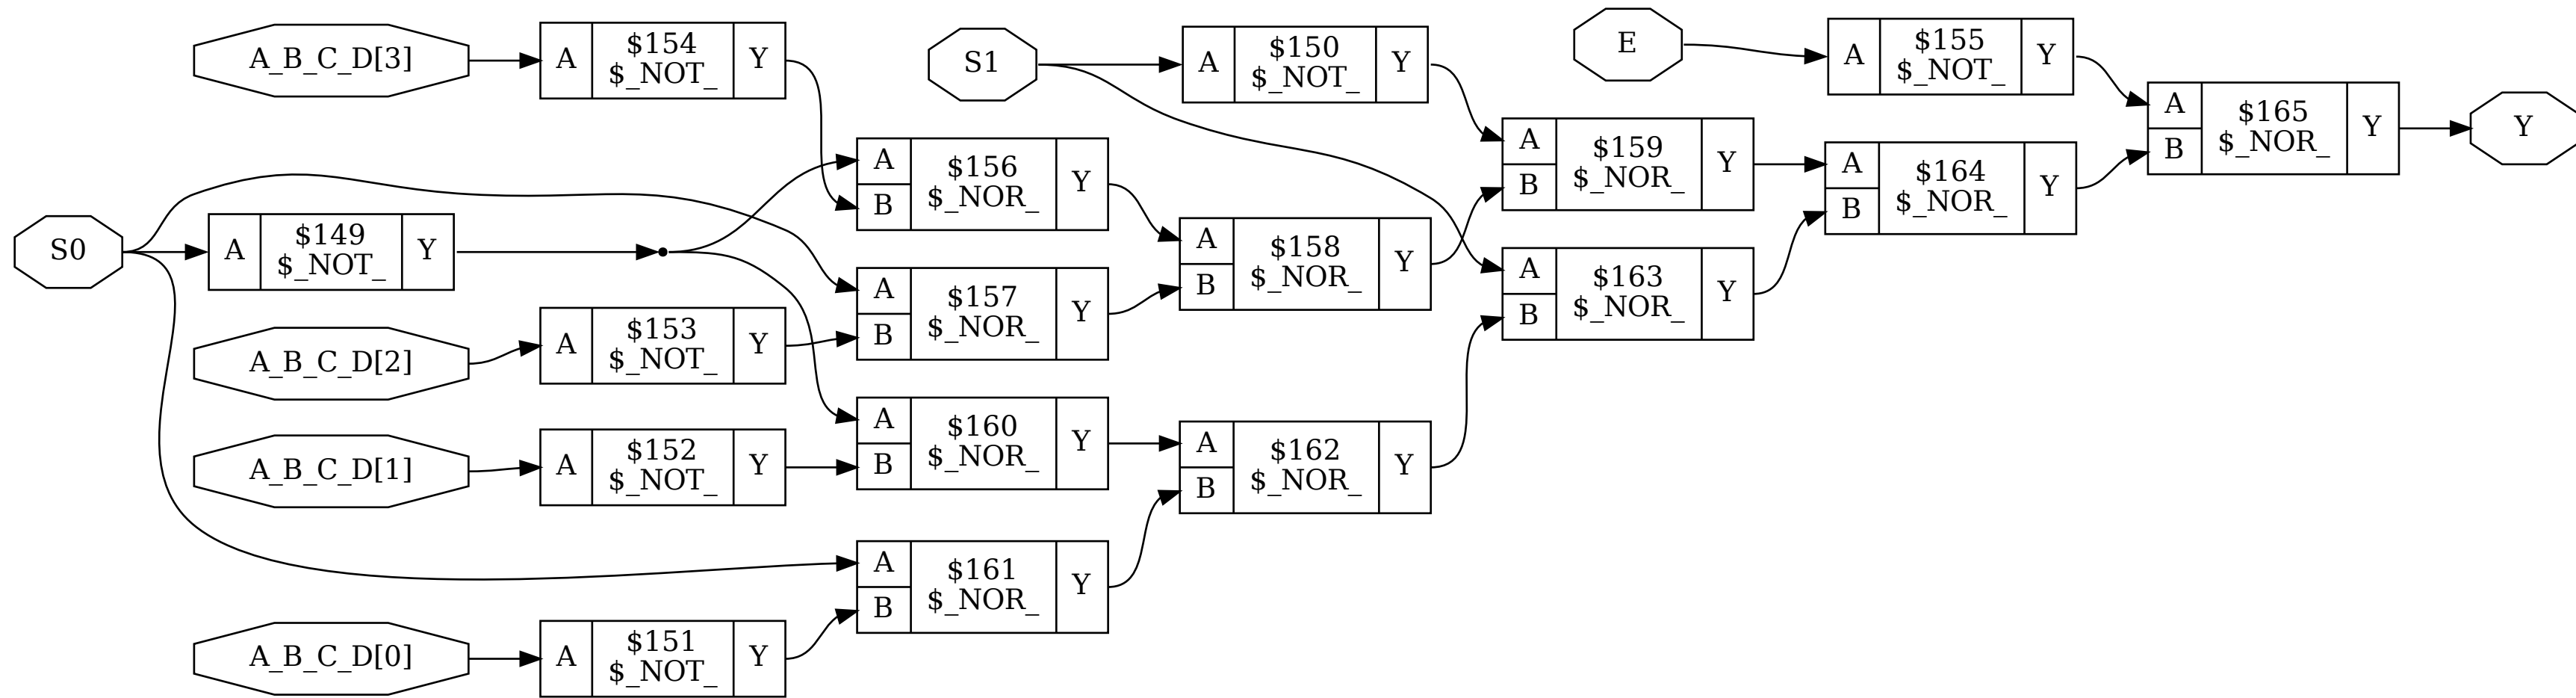 A_B_C_D[3]
A
$154
$_NOT_
Y
S1
A
$150
$_NOT_
Y
E
A
$155
$_NOT_
Y
A
B
$165
$_NOR_
Y
Y
A
B
$156
$_NOR_
Y
A
B
$159
$_NOR_
Y
A
B
$164
$_NOR_
Y
S0
A
$149
$_NOT_
Y
A
B
$157
$_NOR_
Y
A
B
$158
$_NOR_
Y
A
B
$163
$_NOR_
Y
A_B_C_D[2]
A
$153
$_NOT_
Y
A_B_C_D[1]
A
$152
$_NOT_
Y
A
B
$160
$_NOR_
Y
A
B
$162
$_NOR_
Y
A
B
$161
$_NOR_
Y
A_B_C_D[0]
A
$151
$_NOT_
Y